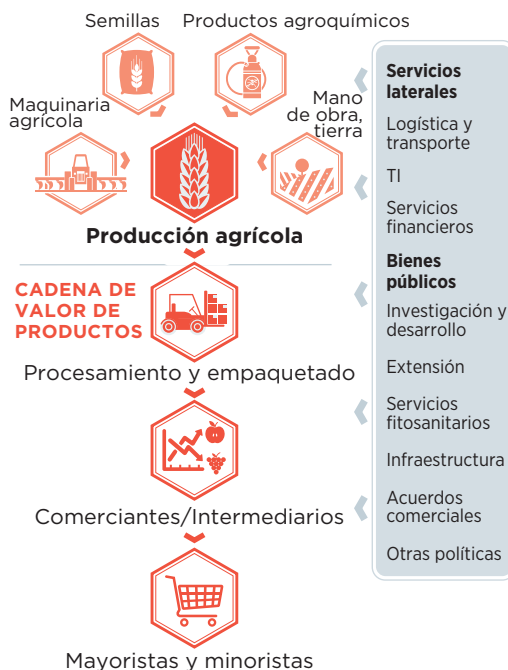 Semillas
Productos agroquímicos
Maquinaria
agrícola
Mano
de obra,
tierra
Producción agrícola
CADENA DE
VALOR DE
PRODUCTOS
Procesamiento y empaquetado
Comerciantes/Intermediarios
Mayoristas y minoristas
Servicios
laterales
Logística y
transporte
TI
Servicios
financieros
Bienes
públicos
Investigación y
desarrollo
Extensión
Servicios
fitosanitarios
Infraestructura
Acuerdos
comerciales
Otras políticas